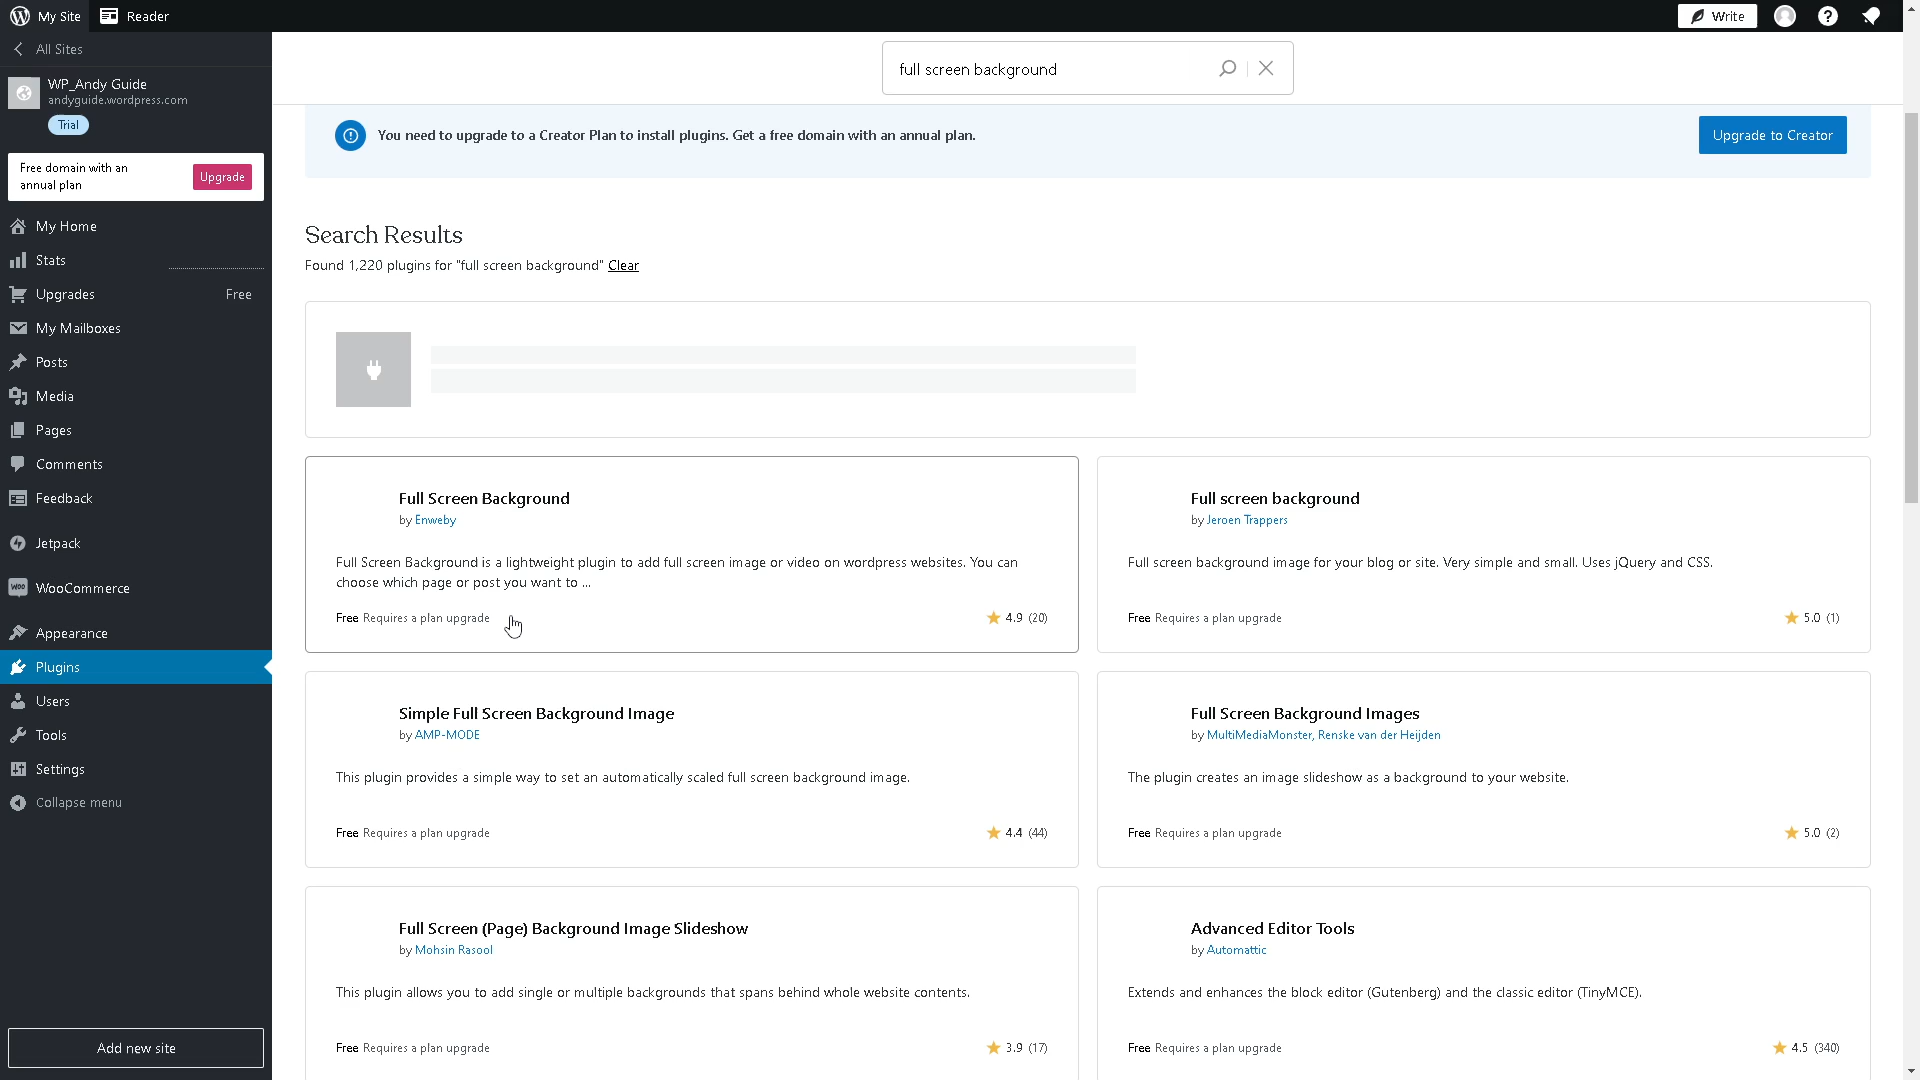 My Site
Reader
Write
All Sites
WP_Andy Guide
andyguide.wordpress.com
Trial
Free domain with an
annual plan
Upgrade
My Home
Stats
Upgrades
Free
My Mailboxes
Posts
Media
Pages
Comments
Feedback
Jetpack
WOO
WooCommerce
Appearance
Plugins
Users
Tools
Settings
Collapse menu
Add new site
full screen background
You need to upgrade to a Creator Plan to install plugins. Get a free domain with an annual plan.
Upgrade to Creator
Search Results
Found 1,220 plugins for "full screen background" Clear
Full Screen Background
by Enweby
Full Screen Background is a lightweight plugin to add full screen image or video on wordpress websites. You can
choose which page or post you want to ...
Free Requires a plan upgrade
4.9 (20)
Full screen background
by Jeroen Trappers
Full screen background image for your blog or site. Very simple and small. Uses jQuery and CSS.
Free Requires a plan upgrade
5.0 (1)
Simple Full Screen Background Image
by AMP-MODE
This plugin provides a simple way to set an automatically scaled full screen background image.
Free Requires a plan upgrade
4.4 (44)
Full Screen Background Images
by MultiMediaMonster, Renske van der Heijden
The plugin creates an image slideshow as a background to your website.
Free Requires a plan upgrade
5.0 (2)
Full Screen (Page) Background Image Slideshow
by Mohsin Rasool
This plugin allows you to add single or multiple backgrounds that spans behind whole website contents.
Free Requires a plan upgrade
3.9 (17)
Advanced Editor Tools
by Automattic
Extends and enhances the block editor (Gutenberg) and the classic editor (TinyMCE).
Free Requires a plan upgrade
4.5 (340)